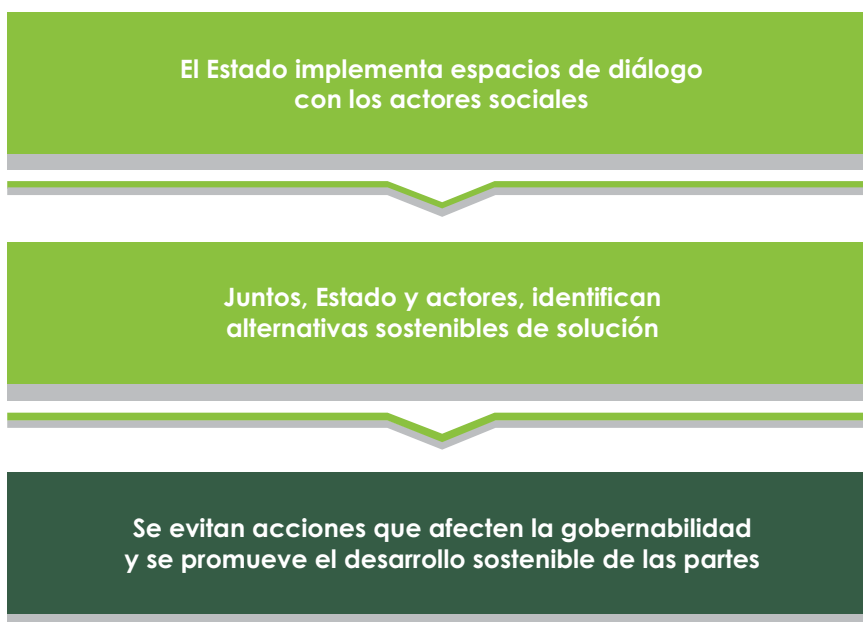 El Estado implementa espacios de diálogo
con los actores sociales
Juntos, Estado y actores, identifican
alternativas sostenibles de solución
Se evitan acciones que afecten la gobernabilidad
y se promueve el desarrollo sostenible de las partes